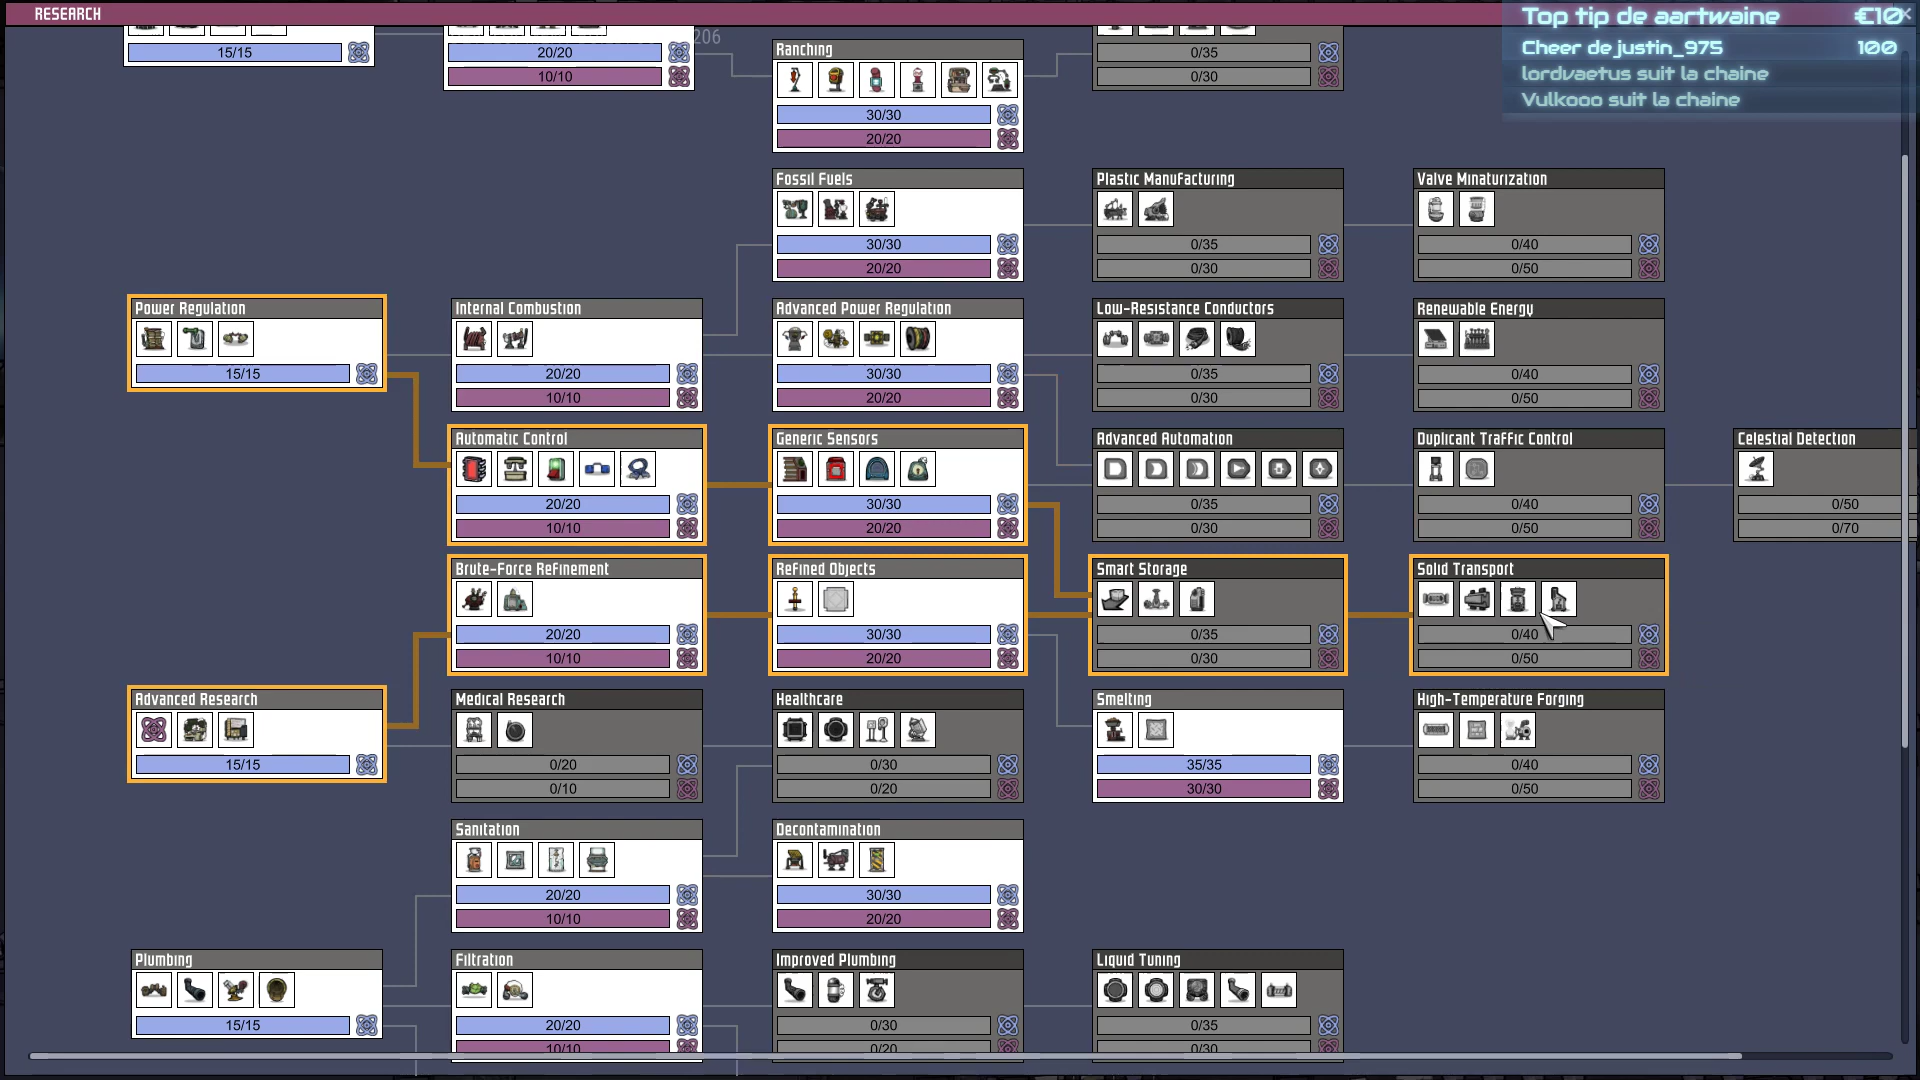 RESEARCH
Top tip de aartwaine €10
Cheer de justin_975 100
lordvaetus suit la chaine
Vulkooo suit la chaine
206
15/15
20/20
10/10
Ranching
30/30
20/20
0/35
0/30
Fossil Fuels
30/30
20/20
Plastic Manufacturing
0/35
0/30
Valve Minaturization
0/40
0/50
Power Regulation
15/15
Internal Combustion
20/20
10/10
Advanced Power Regulation
30/30
20/20
Low-Resistance Conductors
0/35
0/30
Renewable Energy
0/40
0/50
Automatic Control
20/20
10/10
Generic Sensors
30/30
20/20
Advanced Automation
0/35
0/30
Duplicant Traffic Control
0/40
0/50
Celestial Detection
0/50
0/70
Brute-Force Refinement
20/20
10/10
Refined Objects
30/30
20/20
Smart Storage
0/35
0/30
Solid Transport
0/40
0/50
Advanced Research
15/15
Medical Research
0/20
0/10
Healthcare
0/30
0/20
Smelting
35/35
30/30
High-Temperature Forging
0/40
0/50
Sanitation
20/20
10/10
Decontamination
30/30
20/20
Plumbing
15/15
Filtration
20/20
10/10
Improved Plumbing
0/30
0/20
Liquid Tuning
0/35
0/30